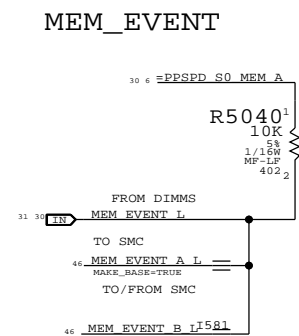 MEM_EVENT
30 6 =PPSPD_S0_MEM_A
R5040 1
10K
5%
1/16W
MF-LF
402 2
FROM DIMMS
31 30 IN MEM_EVENT_L
TO SMC
46 MEM_EVENT_A_L
MAKE_BASE=TRUE
TO/FROM SMC
46 MEM_EVENT_B_L I581